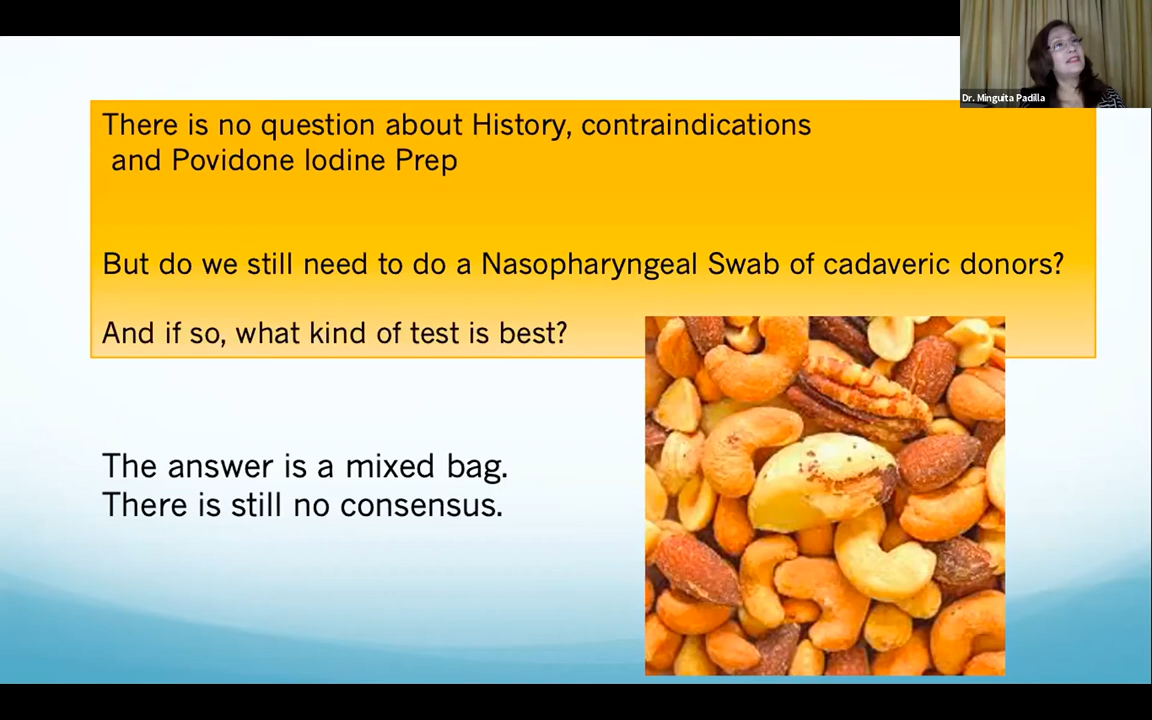 Dr. Minguita Padilla
There is no question about History, contraindications
and Povidone Iodine Prep
But do we still need to do a Nasopharyngeal Swab of cadaveric donors?
And if so, what kind of test is best?
The answer is a mixed bag.
There is still no consensus.